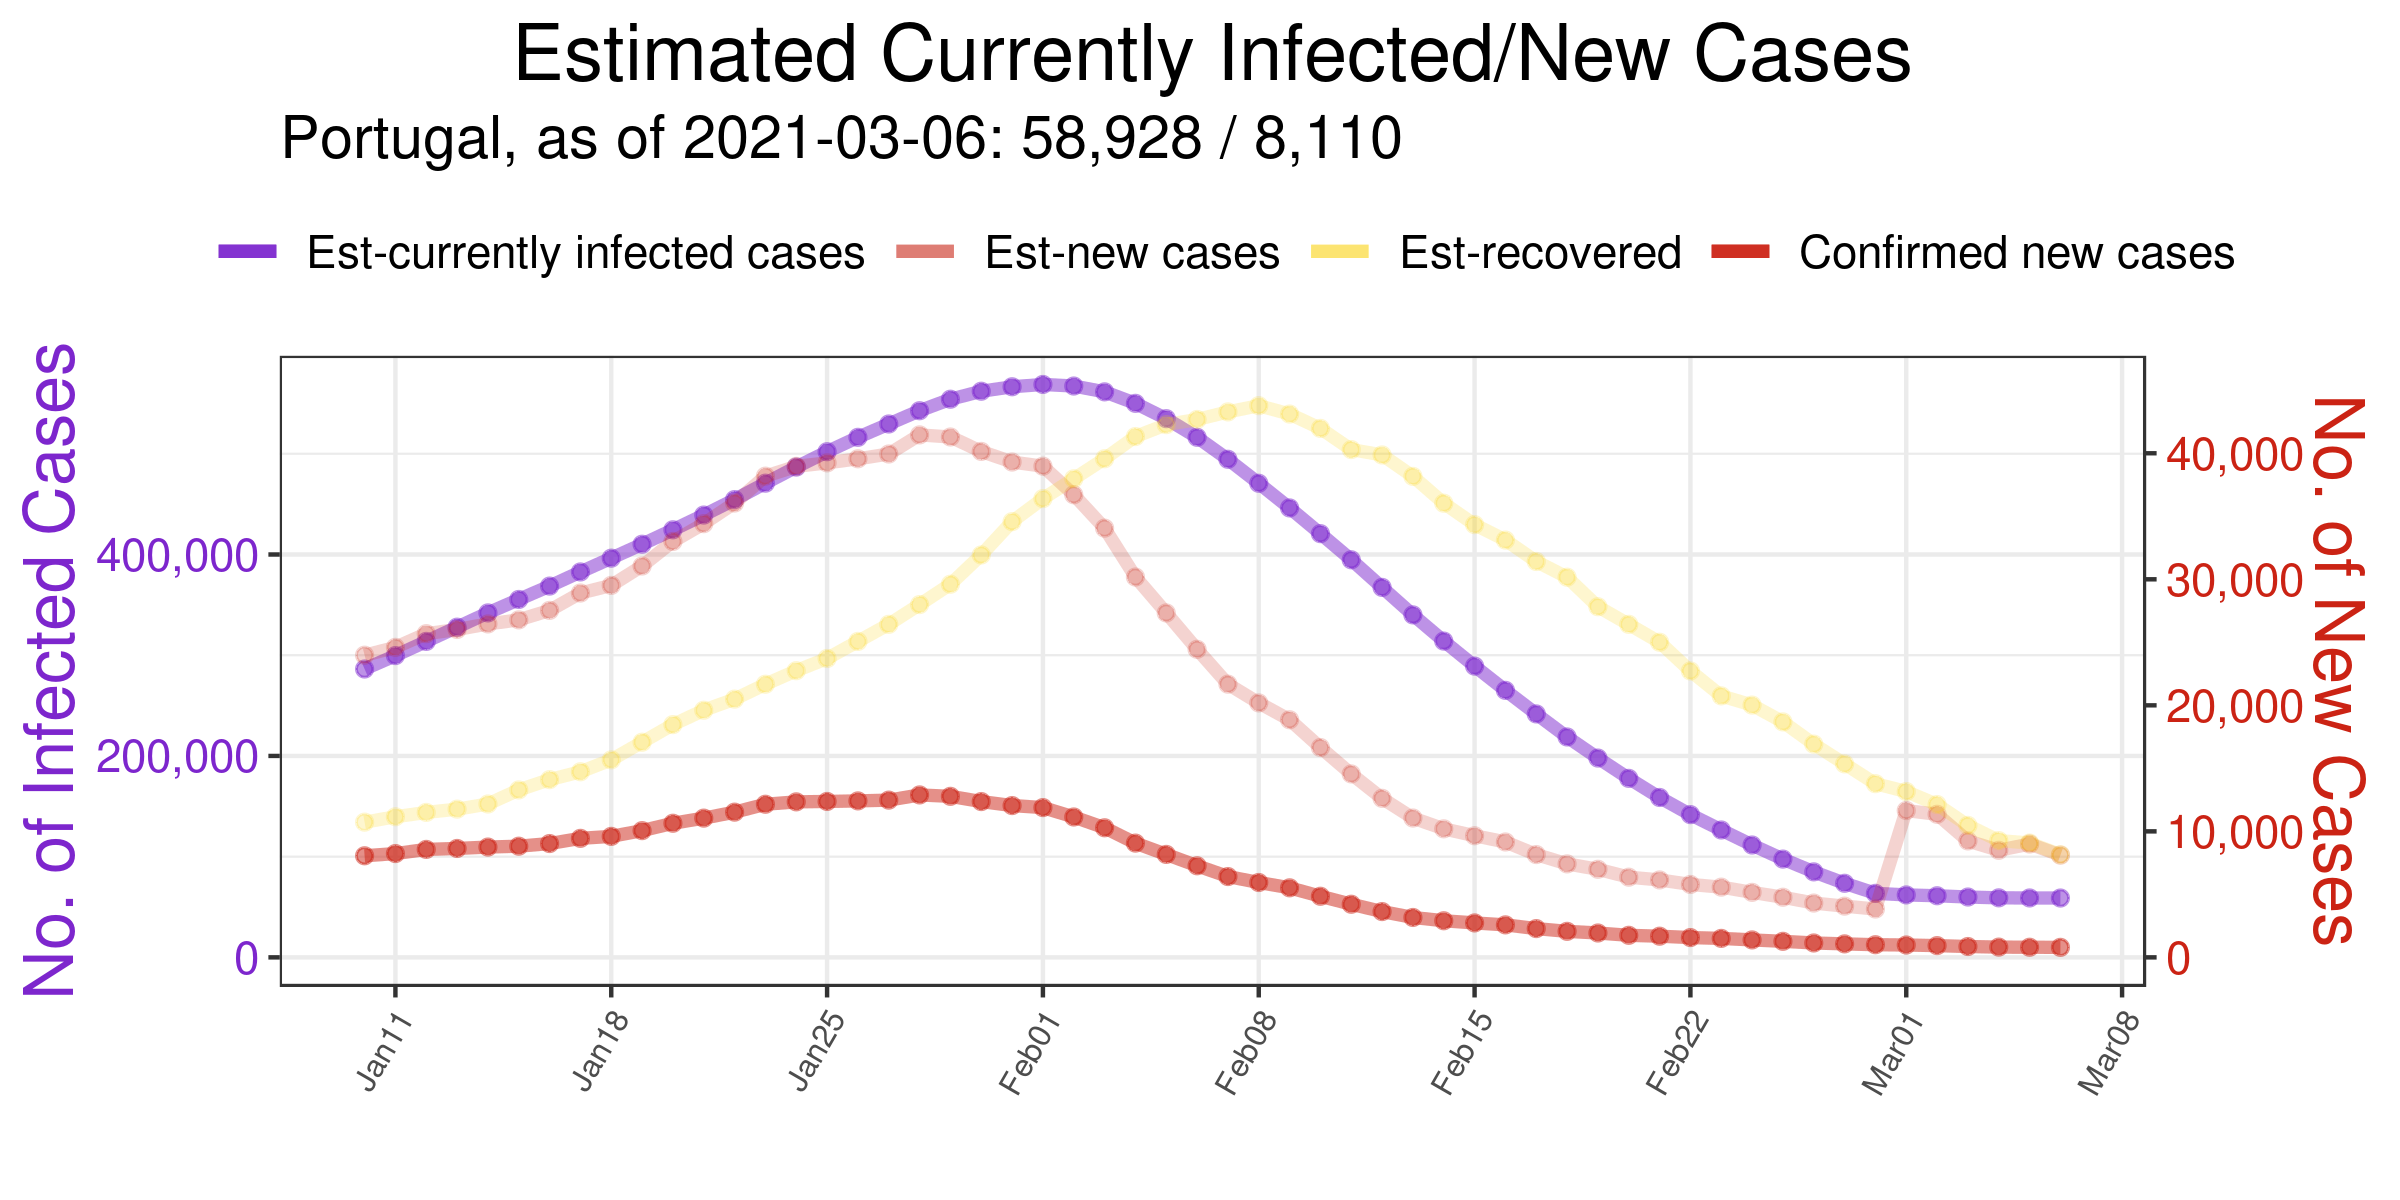 Estimated Currently Infected/New Cases
Portugal, as of 2021-03-06: 58,928 / 8,110
Est-currently infected cases Est-new cases Est-recovered Confirmed new cases
No. of Infected Cases
400,000
200,000
0
40,000
30,000
20,000
10,000
0
No. of New Cases
Jan11 Jan18 Jan25 Feb01 Feb08 Feb15 Feb22 Mar01 Mar08